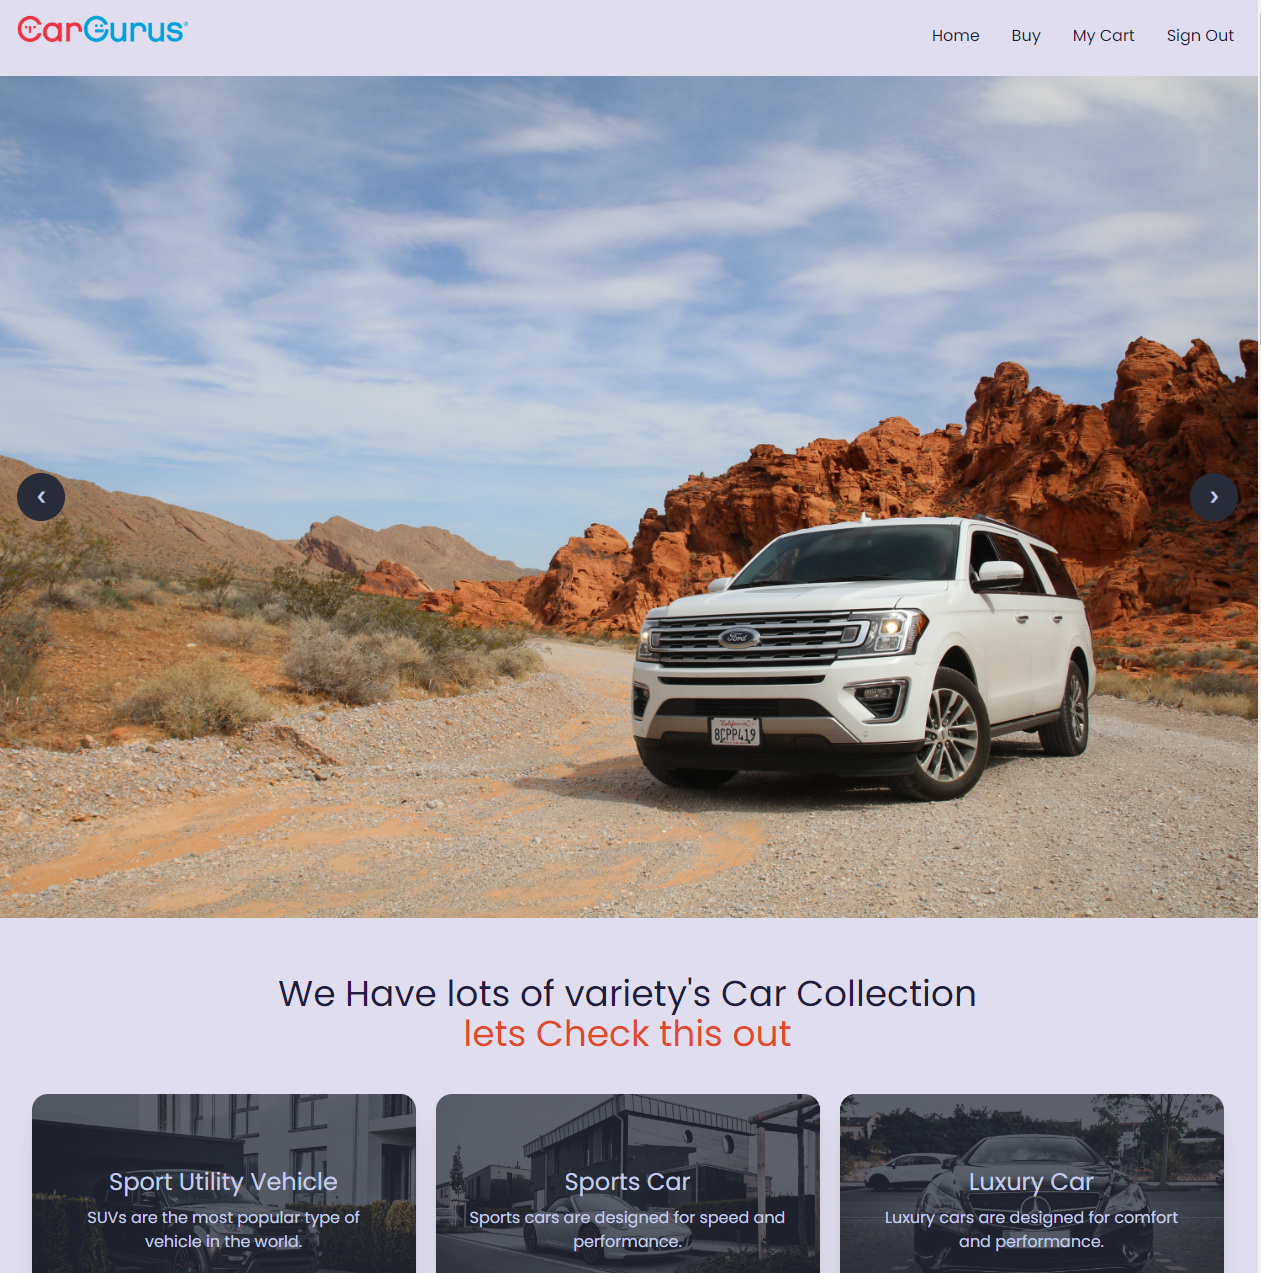 CarGurus®
Home Buy My Cart Sign Out
‹ ›
Ford
California
8CPP419
We Have lots of variety's Car Collection
lets Check this out
Sport Utility Vehicle
SUVs are the most popular type of
vehicle in the world.
Sports Car
Sports cars are designed for speed and
performance.
Luxury Car
Luxury cars are designed for comfort
and performance.